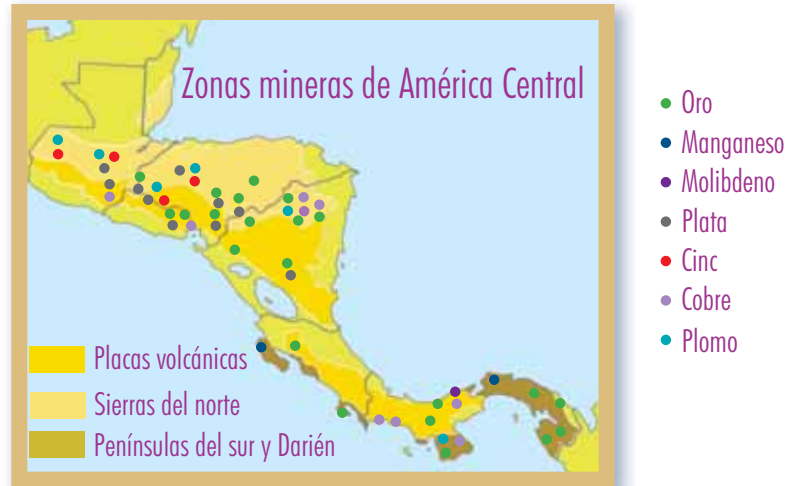 Zonas mineras de América Central
Placas volcánicas
Sierras del norte
Penínsulas del sur y Darién
Oro
Manganeso
Molibdeno
Plata
Cinc
Cobre
Plomo